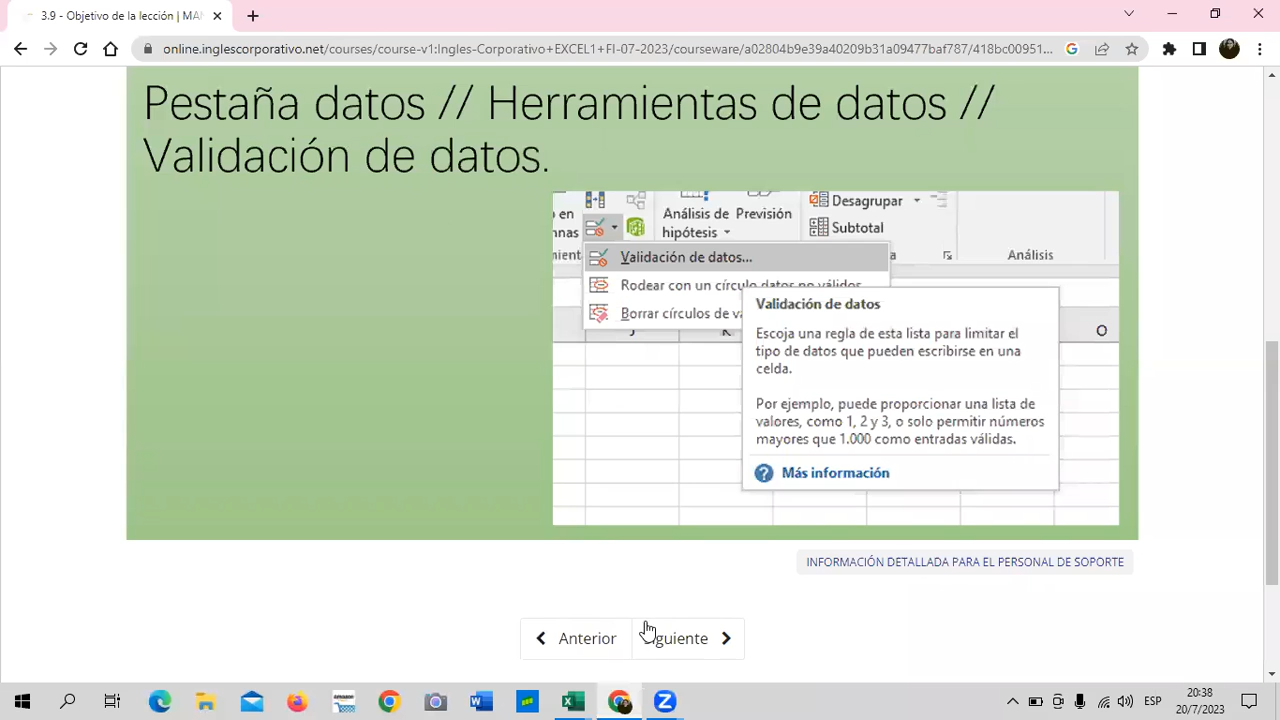 3.9 - Objetivo de la lección | MAN
online.inglescorporativo.net/courses/course-v1:Ingles-Corporativo+EXCEL1+FI-07-2023/courseware/a02804b9e39a40209b31a09477baf787/418bc00951...
Pestaña datos // Herramientas de datos //
Validación de datos.
o en
nnas
mient
Análisis de
hipótesis
Previsión
Desagrupar
Subtotal
Análisis
Validación de datos...
Rodear con un círculo datos no válidos
Borrar círculos de va
J K O
Validación de datos
Escoja una regla de esta lista para limitar el
tipo de datos que pueden escribirse en una
celda.
Por ejemplo, puede proporcionar una lista de
valores, como 1, 2 y 3, o solo permitir números
mayores que 1.000 como entradas válidas.
Más información
INFORMACIÓN DETALLADA PARA EL PERSONAL DE SOPORTE
Anterior Siguiente
ESP
20:38
20/7/2023